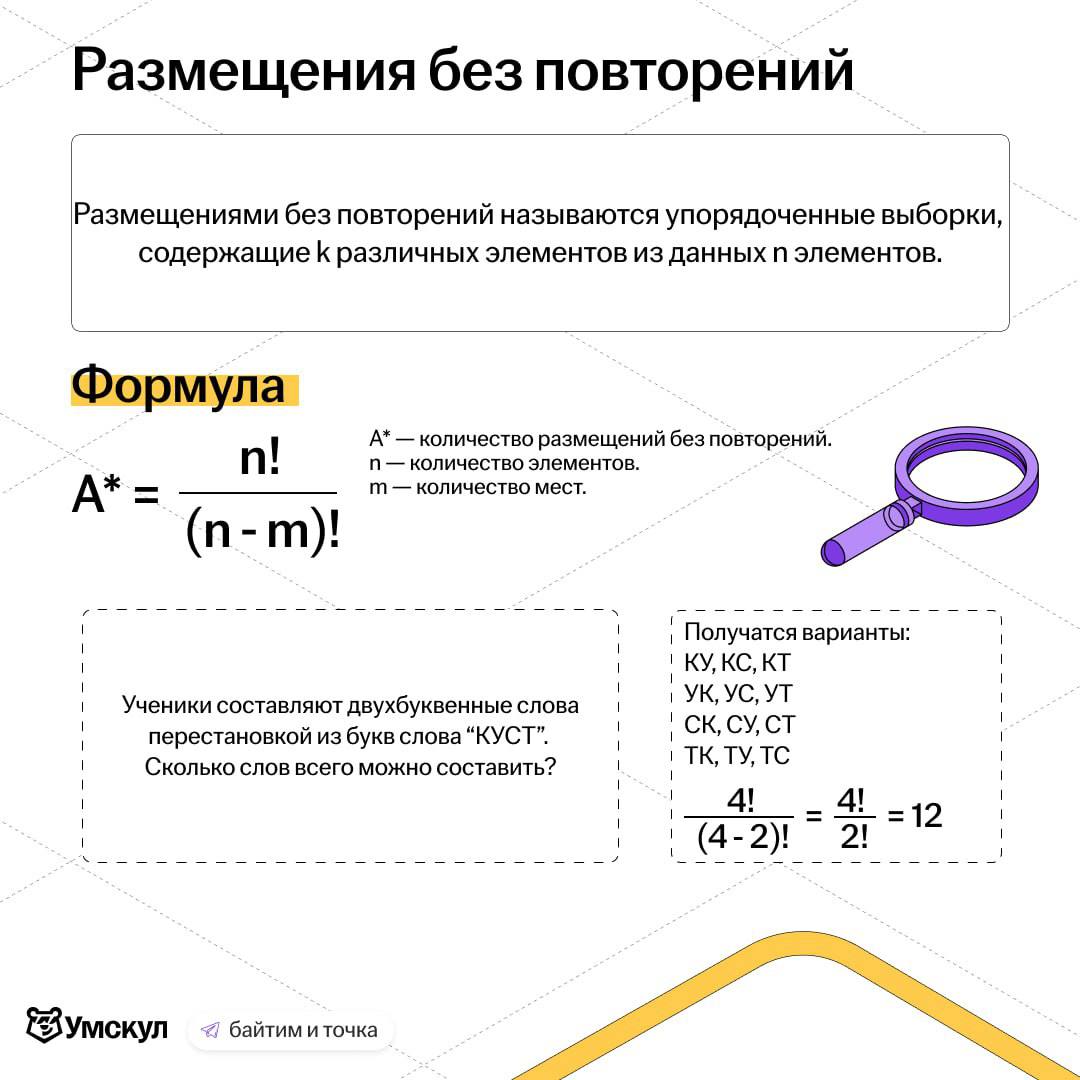 Размещения без повторений
Размещениями без повторений называются упорядоченные выборки,
содержащие k различных элементов из данных n элементов.
Формула
A* = n! / (n - m)!
A* — количество размещений без повторений.
n — количество элементов.
m — количество мест.
Ученики составляют двухбуквенные слова
перестановкой из букв слова “КУСТ”.
Сколько слов всего можно составить?
Получатся варианты:
КУ, КС, КТ
УК, УС, УТ
СК, СУ, СТ
ТК, ТУ, ТС
4! / (4 - 2)! = 4! / 2! = 12
Умскул
байтим и точка